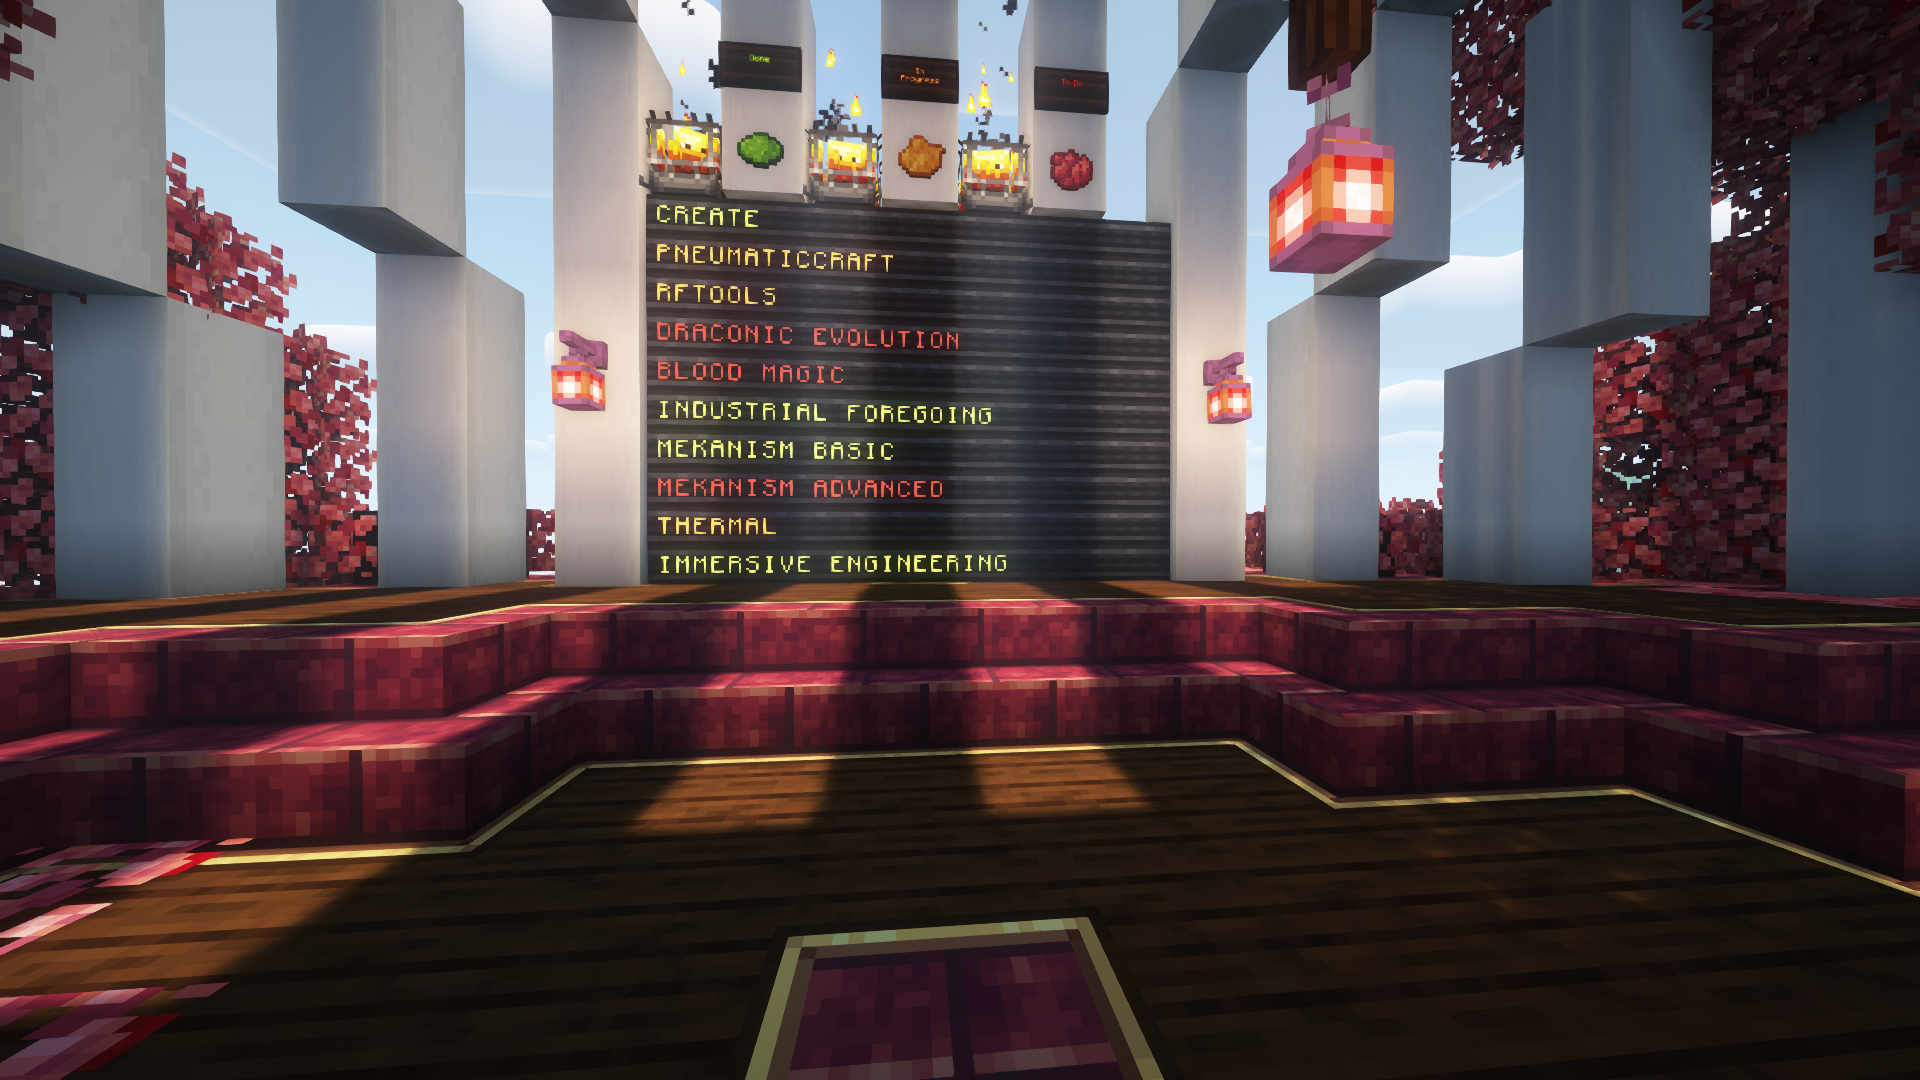 Done
In
Progress
To Do
CREATE
PNEUMATICCRAFT
RFTOOLS
DRACONIC EVOLUTION
BLOOD MAGIC
INDUSTRIAL FOREGOING
MEKANISM BASIC
MEKANISM ADVANCED
THERMAL
IMMERSIVE ENGINEERING